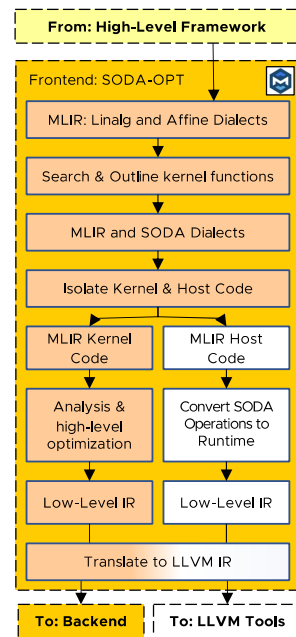 From: High-Level Framework
Frontend: SODA-OPT
MLIR: Linalg and Affine Dialects
Search & Outline kernel functions
MLIR and SODA Dialects
Isolate Kernel & Host Code
MLIR Kernel
Code
MLIR Host
Code
Analysis &
high-level
optimization
Convert SODA
Operations to
Runtime
Low-Level IR
Low-Level IR
Translate to LLVM IR
To: Backend
To: LLVM Tools